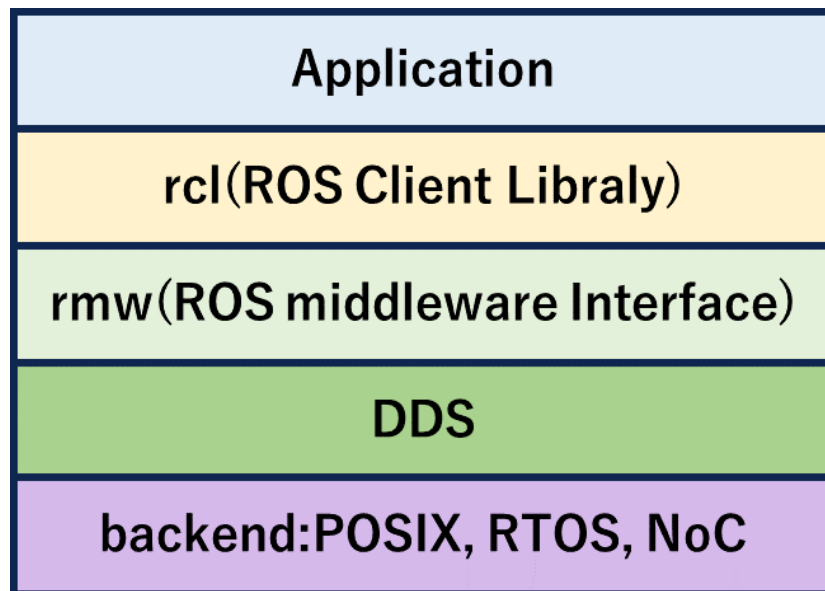 Application
rcl(ROS Client Libraly)
rmw(ROS middleware Interface)
DDS
backend:POSIX, RTOS, NoC